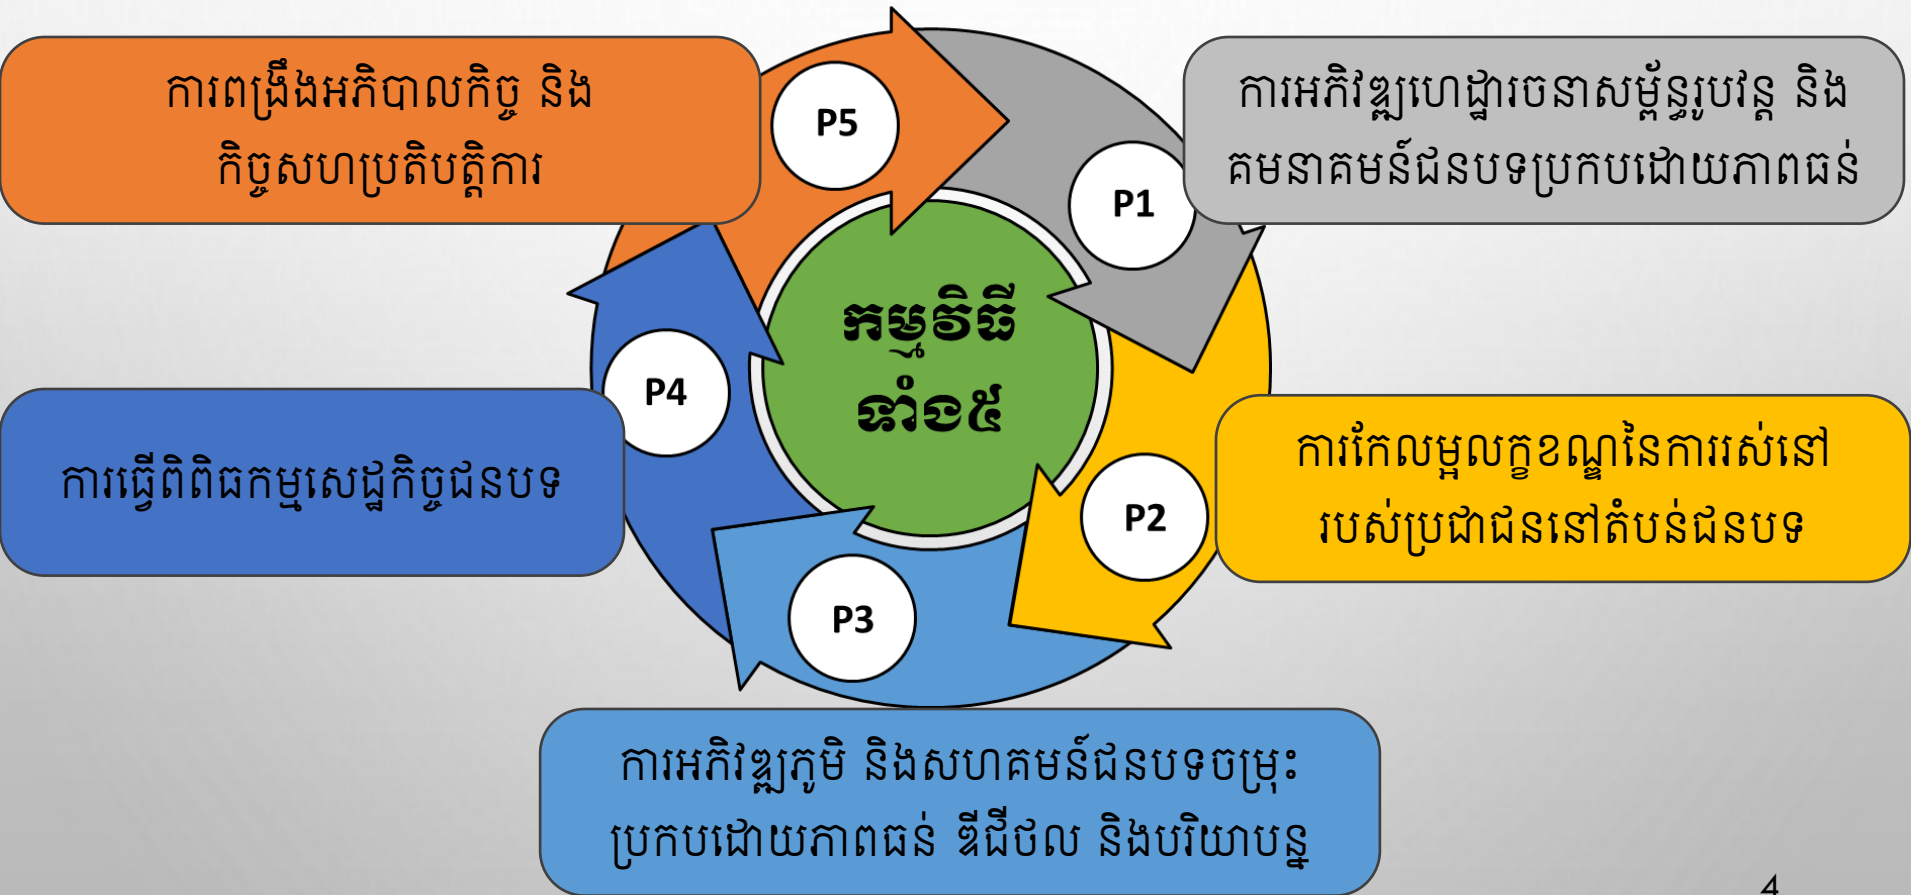 ការពង្រឹងអភិបាលកិច្ច និង
កិច្ចសហប្រតិបត្តិការ
P5
ការអភិវឌ្ឍហេដ្ឋារចនាសម្ព័ន្ធរូបវន្ត និង
គមនាគមន៍ជនបទប្រកបដោយភាពធន់
P1
កម្មវិធី
ទាំង៥
P4
ការធ្វើពិពិធកម្មសេដ្ឋកិច្ចជនបទ
P2
ការកែលម្អលក្ខខណ្ឌនៃការរស់នៅ
របស់ប្រជាជននៅតំបន់ជនបទ
P3
ការអភិវឌ្ឍភូមិ និងសហគមន៍ជនបទចម្រុះ
ប្រកបដោយភាពធន់ ឌីជីថល និងបរិយាបន្ន
4